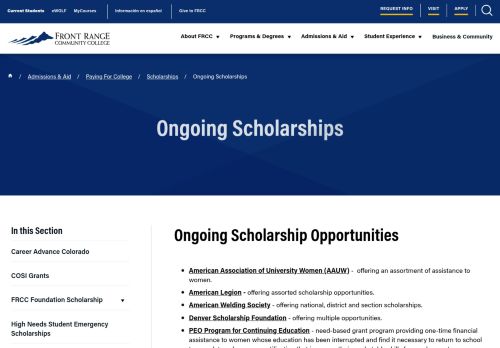 Current Students eWOLF MyCourses Información en español Give to FRCC REQUEST INFO VISIT APPLY
FRONT RANGE
COMMUNITY COLLEGE
About FRCC Programs & Degrees Admissions & Aid Student Experience Business & Community
/ Admissions & Aid / Paying For College / Scholarships / Ongoing Scholarships
Ongoing Scholarships
In this Section
Career Advance Colorado
COSI Grants
FRCC Foundation Scholarship
High Needs Student Emergency
Scholarships
Ongoing Scholarship Opportunities
American Association of University Women (AAUW) - offering an assortment of assistance to
women.
American Legion - offering assorted scholarship opportunities.
American Welding Society - offering national, district and section scholarships.
Denver Scholarship Foundation - offering multiple opportunities.
PEO Program for Continuing Education - need-based grant program providing one-time financial
assistance to women whose education has been interrupted and find it necessary to return to school